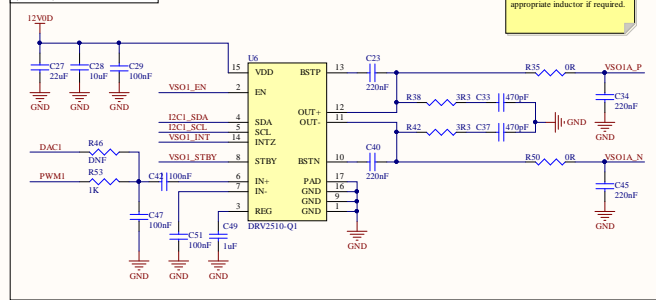 appropriate inductor if required.
12V0D
C27
22uF
C28
10uF
C29
100nF
GND
GND
GND
U6
15
VDD
BSTP
13
2
EN
OUT+
12
OUT-
11
4
SDA
5
SCL
14
INTZ
8
STBY
BSTN
10
6
IN+
PAD
17
7
IN-
GND
16
GND
9
3
REG
GND
1
DRV2510-Q1
VSO1_EN
I2C1_SDA
I2C1_SCL
VSO1_INT
VSO1_STBY
DAC1
R46
DNF
PWM1
R53
1K
C42
100nF
C47
100nF
C51
100nF
C49
1uF
GND
GND
GND
GND
C23
220nF
R35
0R
VSO1A_P
C34
220nF
GND
R38
3R3
C33
470pF
GND
R42
3R3
C37
470pF
C40
220nF
R50
0R
VSO1A_N
C45
220nF
GND